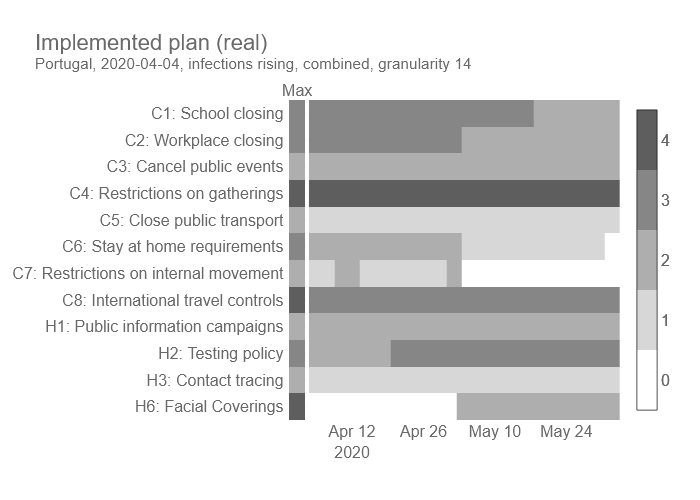 Implemented plan (real)
Portugal, 2020-04-04, infections rising, combined, granularity 14
Max
C1: School closing
C2: Workplace closing
C3: Cancel public events
C4: Restrictions on gatherings
C5: Close public transport
C6: Stay at home requirements
C7: Restrictions on internal movement
C8: International travel controls
H1: Public information campaigns
H2: Testing policy
H3: Contact tracing
H6: Facial Coverings
4
3
2
1
0
Apr 12
2020
Apr 26
May 10
May 24